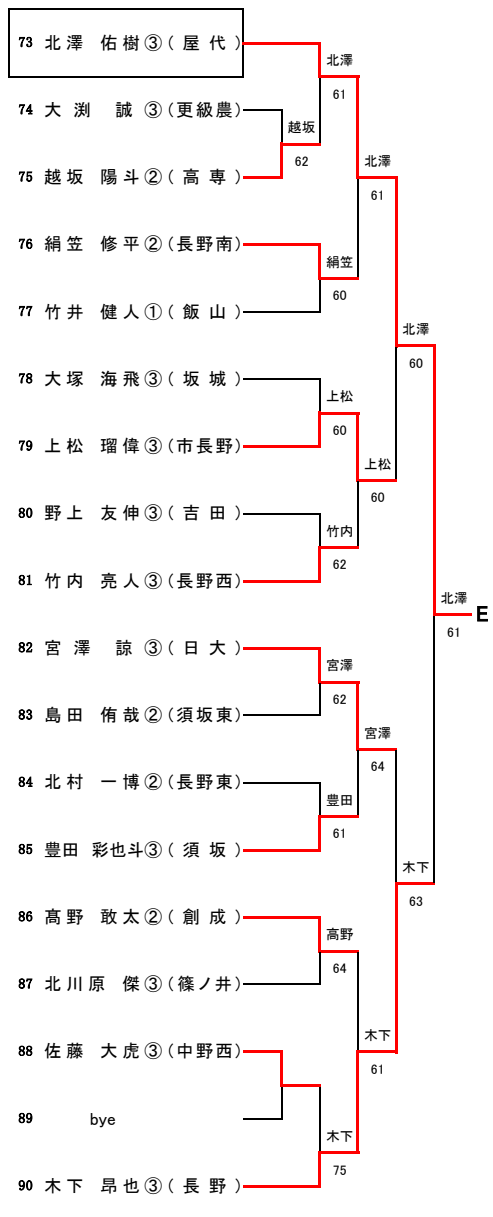 73 北澤 佑樹③(屋代)
北澤
61
74 大渕 誠③(更級農)
越坂
62
75 越坂 陽斗②(高専)
北澤
61
76 絹笠 修平②(長野南)
絹笠
60
77 竹井 健人①(飯山)
北澤
60
78 大塚 海飛③(坂城)
上松
60
79 上松 瑠偉③(市長野)
上松
60
80 野上 友伸③(吉田)
竹内
62
81 竹内 亮人③(長野西)
北澤
61
E
82 宮澤 諒③(日大)
宮澤
62
83 島田 侑哉②(須坂東)
宮澤
64
84 北村 一博②(長野東)
豊田
61
85 豊田 彩也斗③(須坂)
木下
63
86 髙野 敢太②(創成)
高野
64
87 北川原 傑③(篠ノ井)
木下
61
88 佐藤 大虎③(中野西)
89 bye
木下
75
90 木下 昂也③(長野)